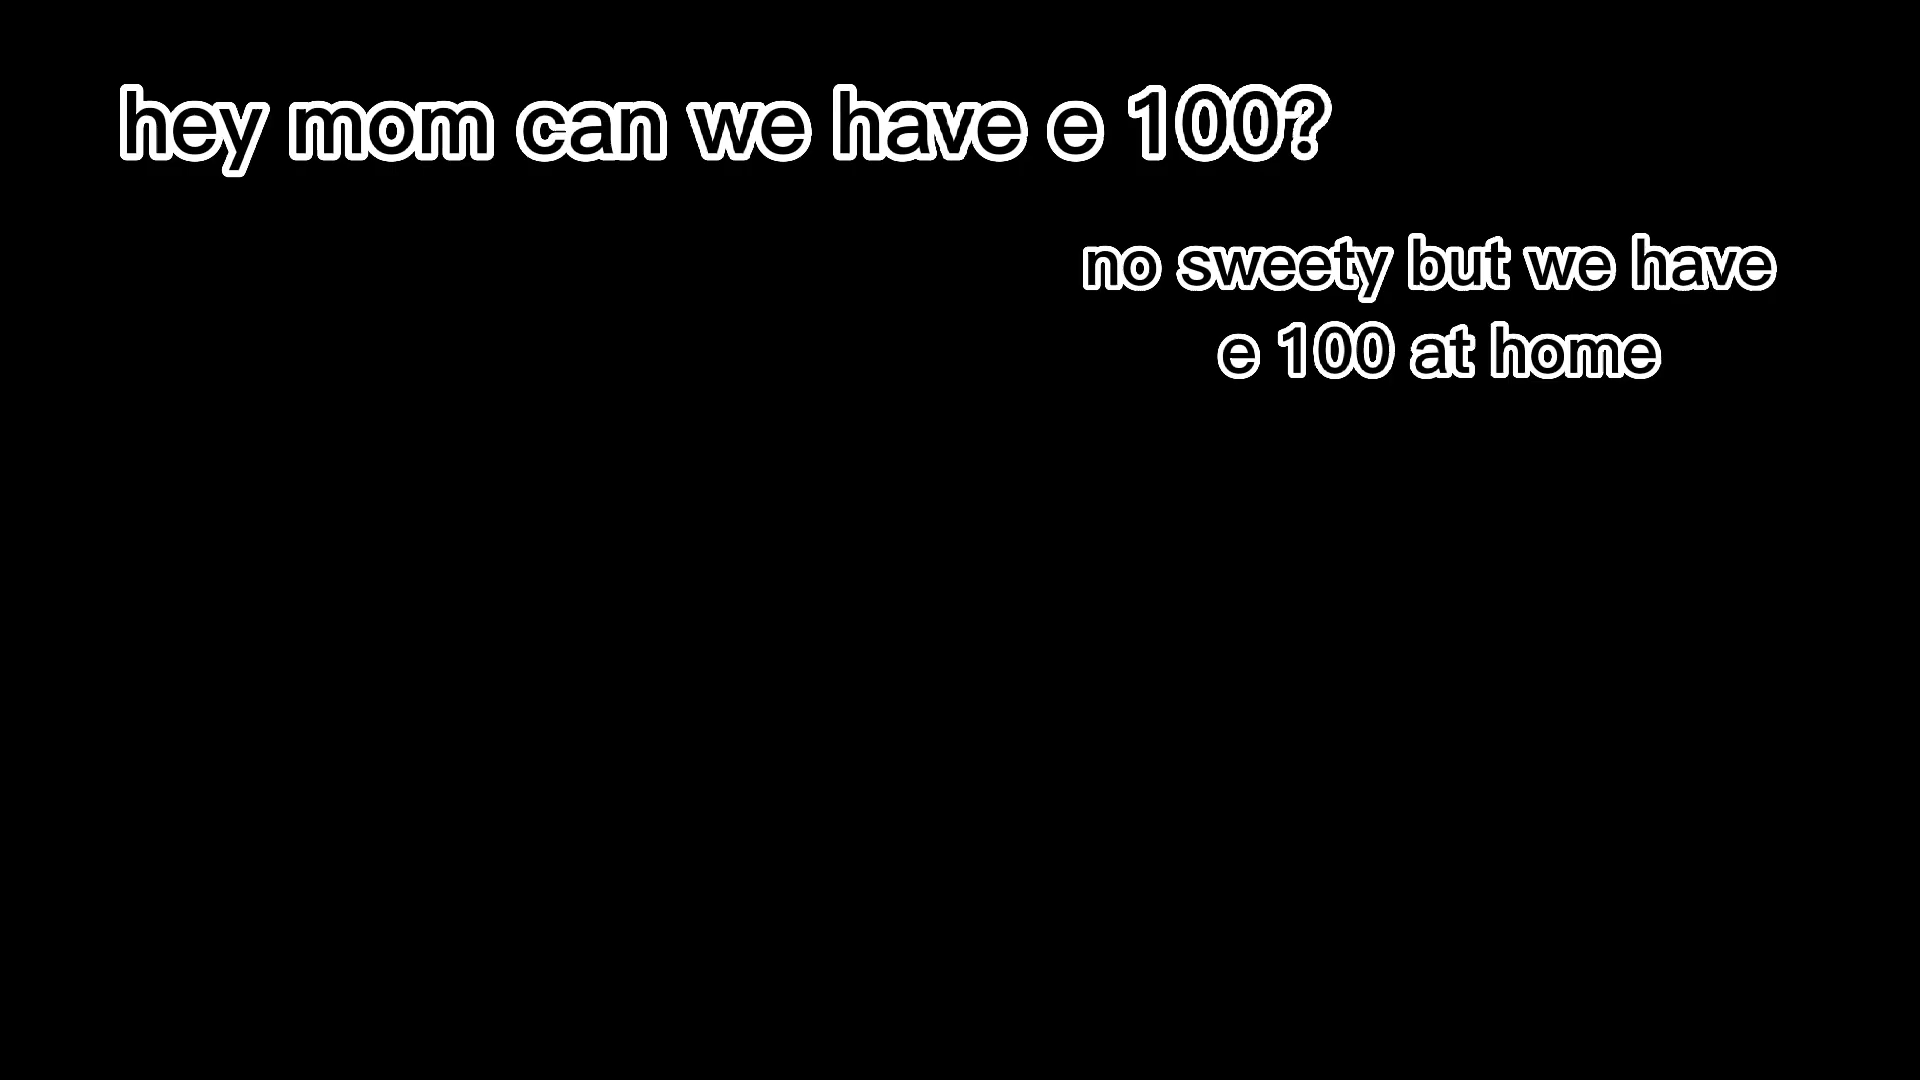 hey mom can we have e 100?
no sweety but we have
e 100 at home